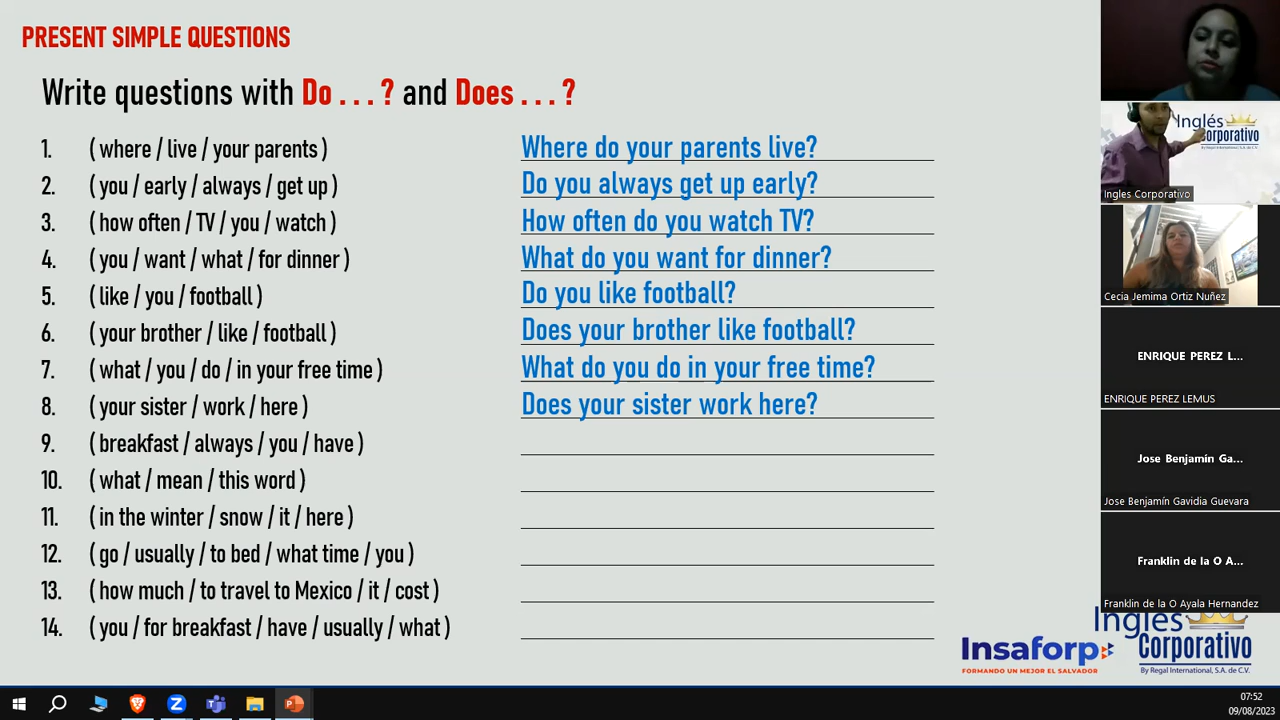 PRESENT SIMPLE QUESTIONS
Write questions with Do . . . ? and Does . . . ?
1. ( where / live / your parents ) Where do your parents live?
2. ( you / early / always / get up ) Do you always get up early?
3. ( how often / TV / you / watch ) How often do you watch TV?
4. ( you / want / what / for dinner ) What do you want for dinner?
5. ( like / you / football ) Do you like football?
6. ( your brother / like / football ) Does your brother like football?
7. ( what / you / do / in your free time ) What do you do in your free time?
8. ( your sister / work / here ) Does your sister work here?
9. ( breakfast / always / you / have )
10. ( what / mean / this word )
11. ( in the winter / snow / it / here )
12. ( go / usually / to bed / what time / you )
13. ( how much / to travel to Mexico / it / cost )
14. ( you / for breakfast / have / usually / what )
Inglés
Corporativo
By Regal International, S.A. de C.V.
Ingles Corporativo
Cecia Jemima Ortiz Nuñez
ENRIQUE PEREZ L...
ENRIQUE PEREZ LEMUS
Jose Benjamín Ga...
Jose Benjamín Gavidia Guevara
Franklin de la O A...
Franklin de la O Ayala Hernandez
Insaforp
FORMANDO UN MEJOR EL SALVADOR
Inglés
Corporativo
By Regal International, S.A. de C.V.
07:52
09/08/2023